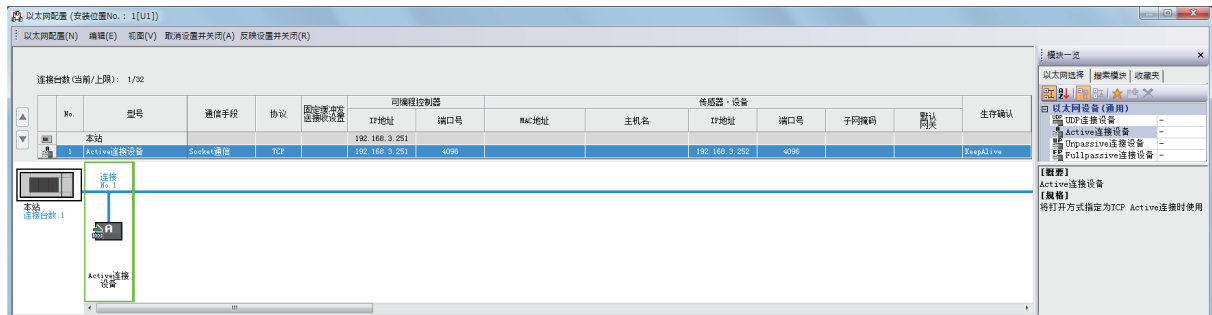 以太网配置 (安装位置No.： 1[U1])
以太网配置(N) 编辑(E) 视图(V) 取消设置并关闭(A) 反映设置并关闭(R)
连接台数(当前/上限)： 1/32
可编程控制器 传感器・设备
No. 型号 通信手段 协议 固定缓冲发送接收设置 IP地址 端口号 MAC地址 主机名 IP地址 端口号 子网掩码 默认网关 生存确认
本站 192.168.3.251
1 Active连接设备 Socket通信 TCP 192.168.3.251 4096 192.168.3.252 4096 KeepAlive
连接
No.1
本站
连接台数:1
A
Active连接
设备
模块一览
以太网选择 搜索模块 收藏夹
以太网设备(通用)
UDP连接设备 -
Active连接设备 -
Unpassive连接设备 -
Fullpassive连接设备 -
【概要】
Active连接设备
【规格】
将打开方式指定为TCP Active连接时使用